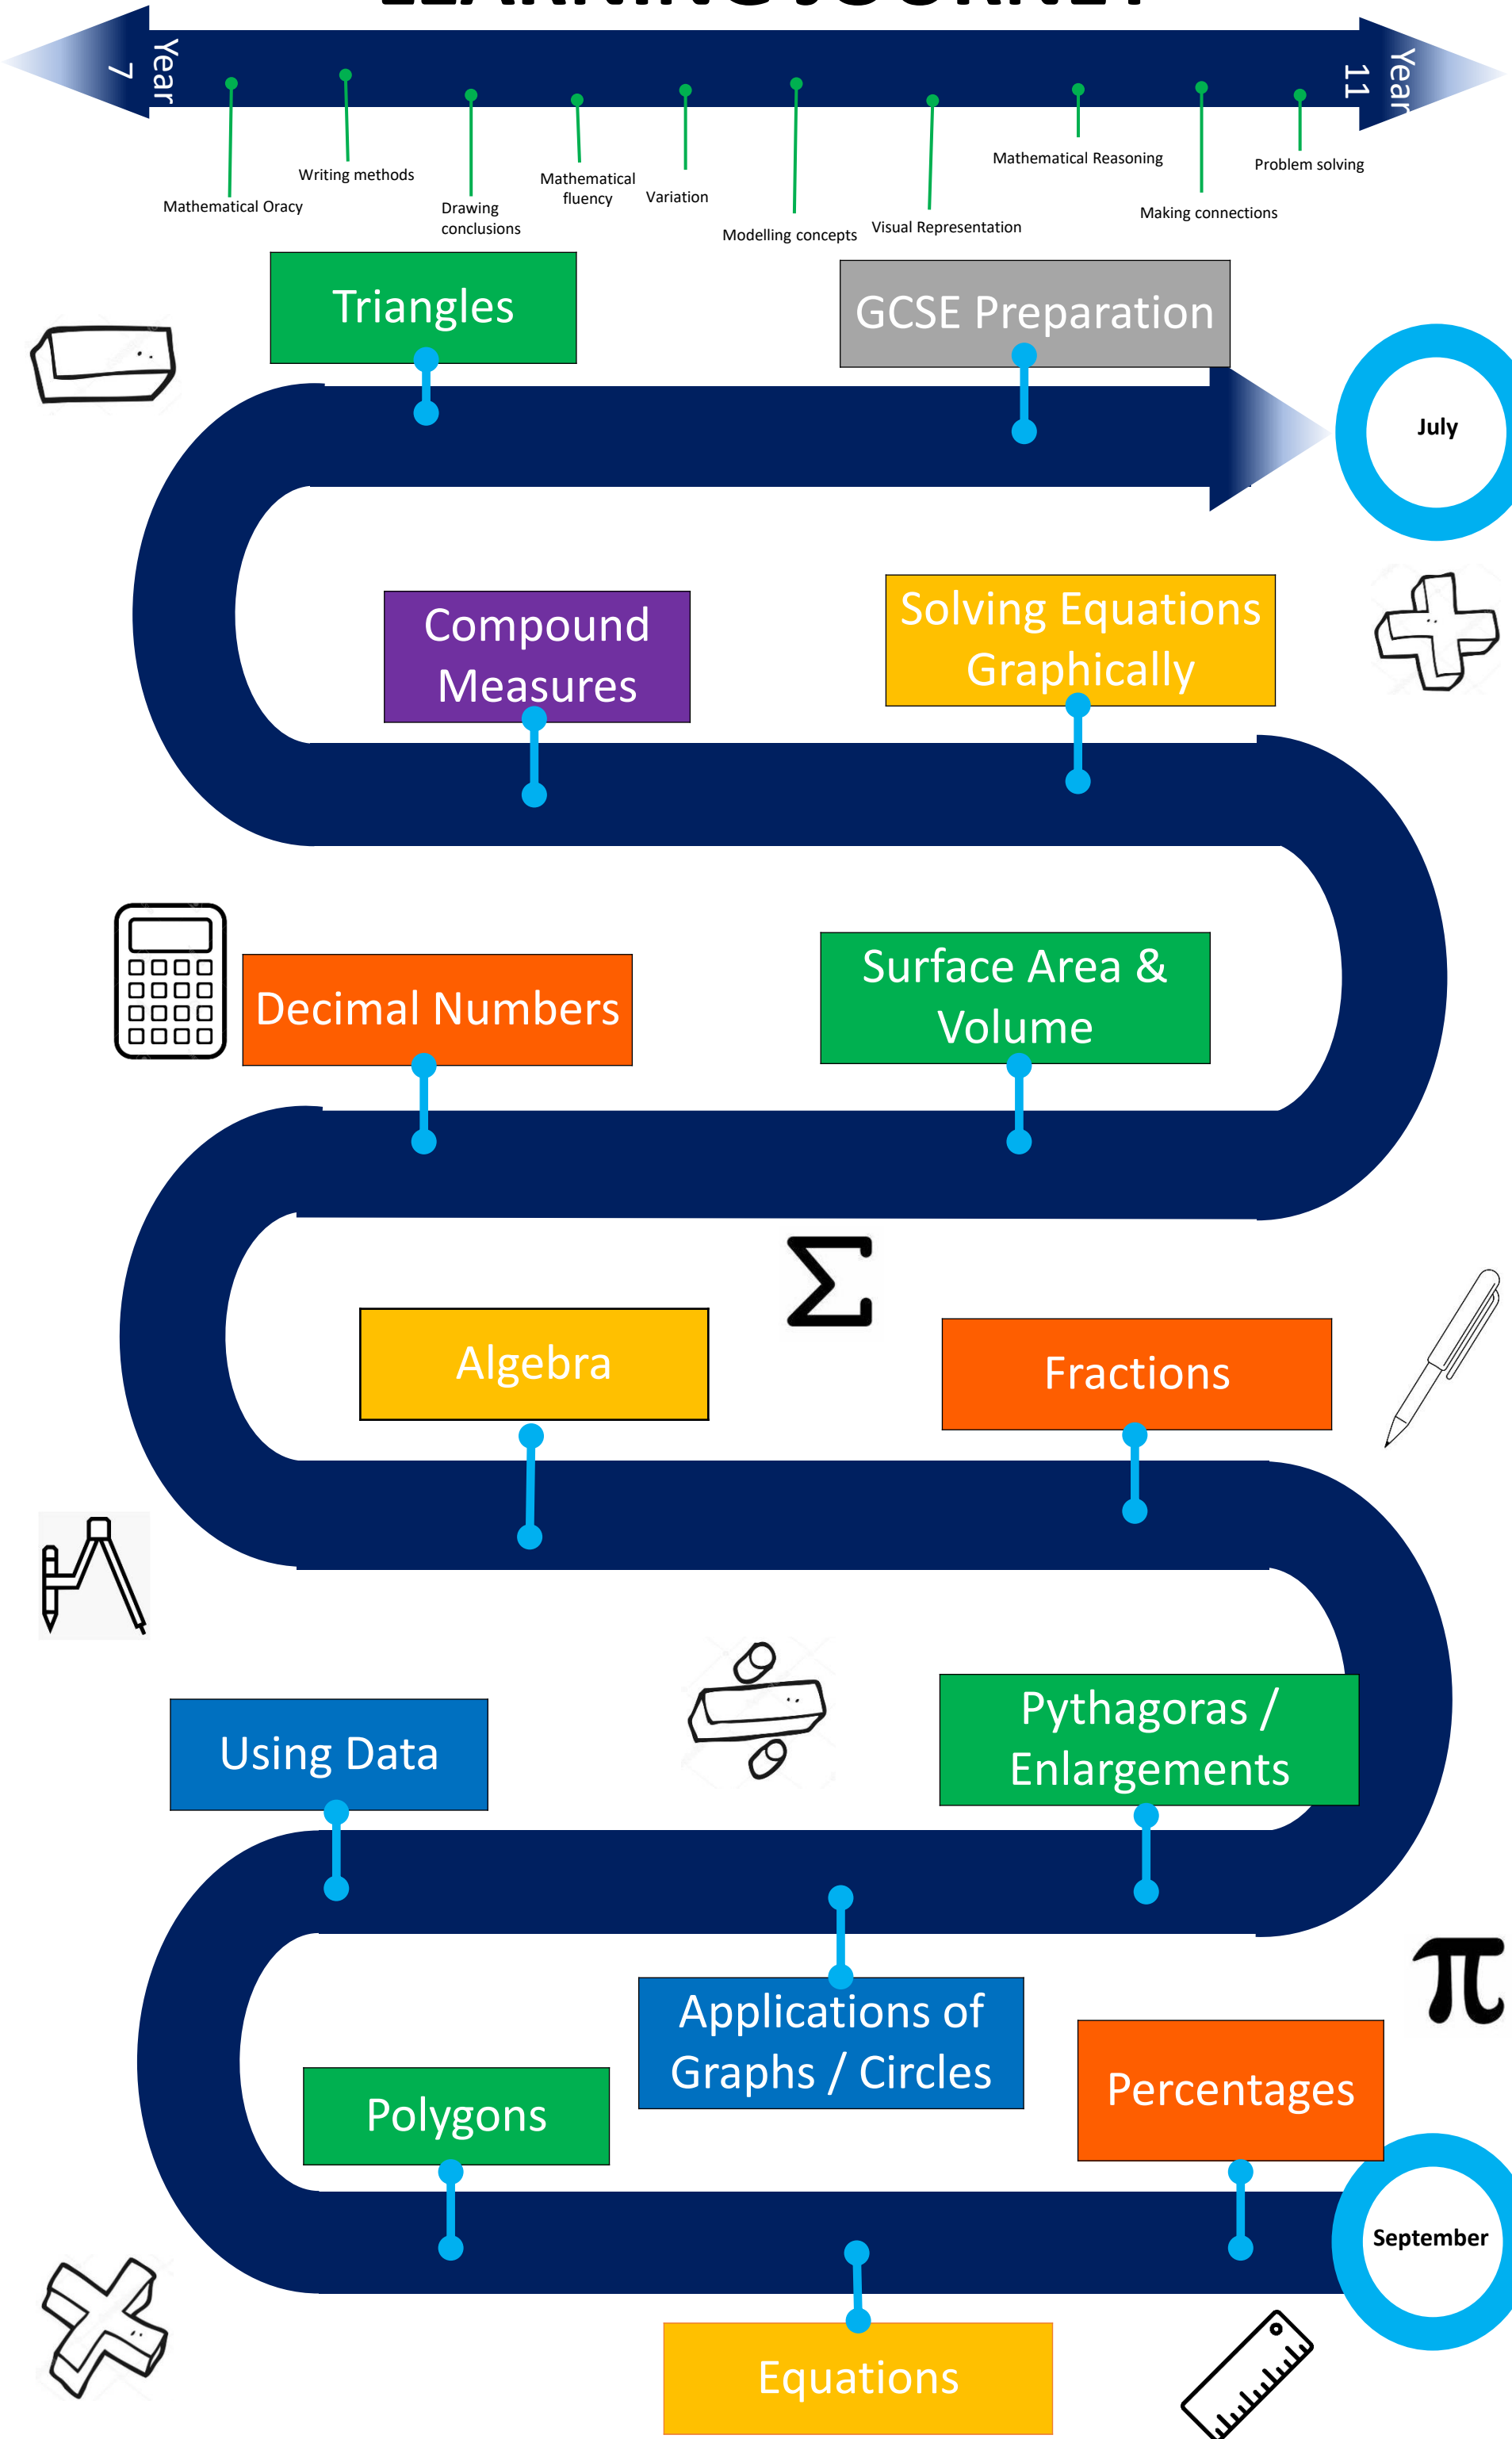 LEARNING JOURNEY
Year
7
Year
11
Mathematical Oracy
Writing methods
Drawing
conclusions
Mathematical
fluency
Variation
Modelling concepts
Visual Representation
Mathematical Reasoning
Making connections
Problem solving
Triangles
GCSE Preparation
July
Compound
Measures
Solving Equations
Graphically
Decimal Numbers
Surface Area &
Volume
Σ
Algebra
Fractions
Using Data
Pythagoras /
Enlargements
π
Applications of
Graphs / Circles
Percentages
Polygons
September
Equations